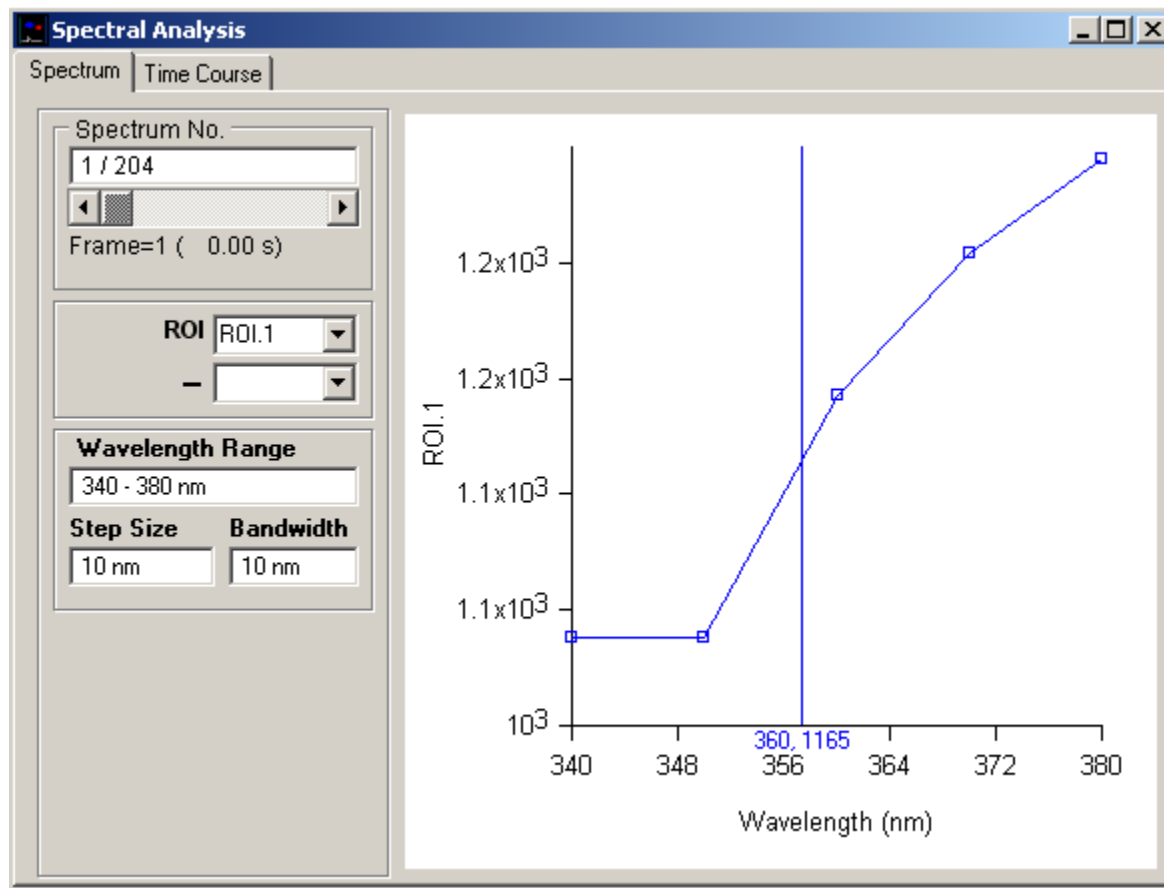 Spectral Analysis
Spectrum
Time Course
Spectrum No.
1 / 204
Frame=1 (   0.00 s)
ROI
ROI.1
–
Wavelength Range
340 - 380 nm
Step Size
Bandwidth
10 nm
10 nm
ROI.1
1.2x10³
1.2x10³
1.1x10³
1.1x10³
10³
360, 1165
340
348
356
364
372
380
Wavelength (nm)